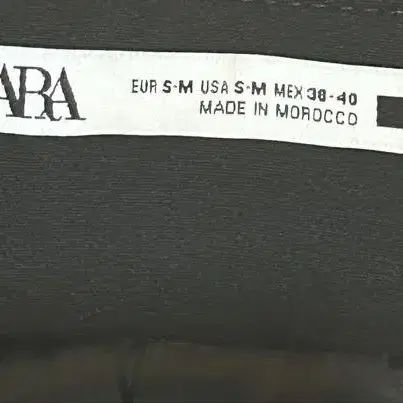 ARA
EUR S-M USA S-M MEX 38-40
MADE IN MOROCCO